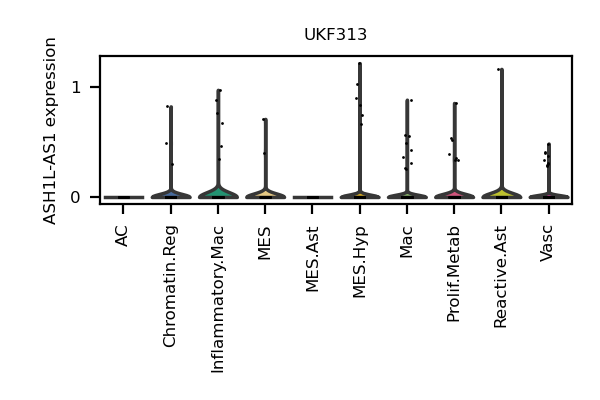 UKF313
ASH1L-AS1 expression
1
0
AC
Chromatin.Reg
Inflammatory.Mac
MES
MES.Ast
MES.Hyp
Mac
Prolif.Metab
Reactive.Ast
Vasc